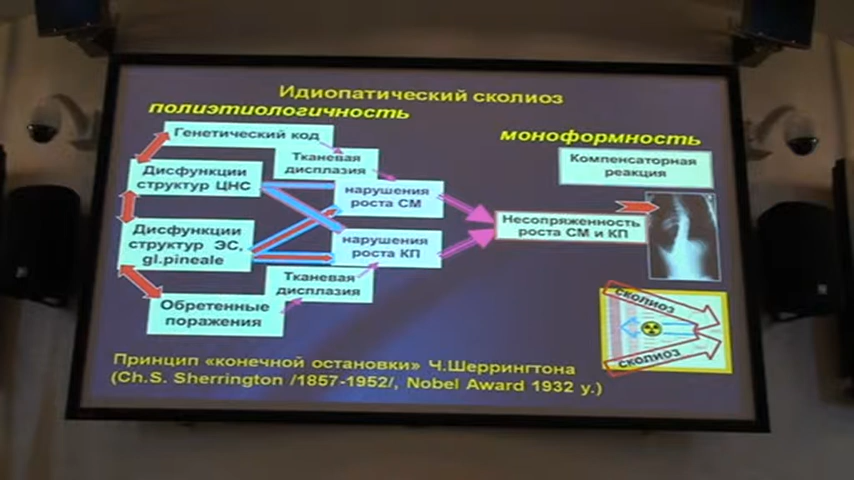 Идиопатический сколиоз
полиэтиологичность
моноформность
Генетический код
Тканевая
дисплазия
Дисфункции
структур ЦНС
нарушения
роста СМ
Дисфункции
структур ЭС,
gl.pineale
нарушения
роста КП
Тканевая
дисплазия
Обретенные
поражения
Компенсаторная
реакция
Несопряженность
роста СМ и КП
сколиоз
сколиоз
Принцип «конечной остановки» Ч.Шеррингтона
(Ch.S. Sherrington /1857-1952/, Nobel Award 1932 у.)